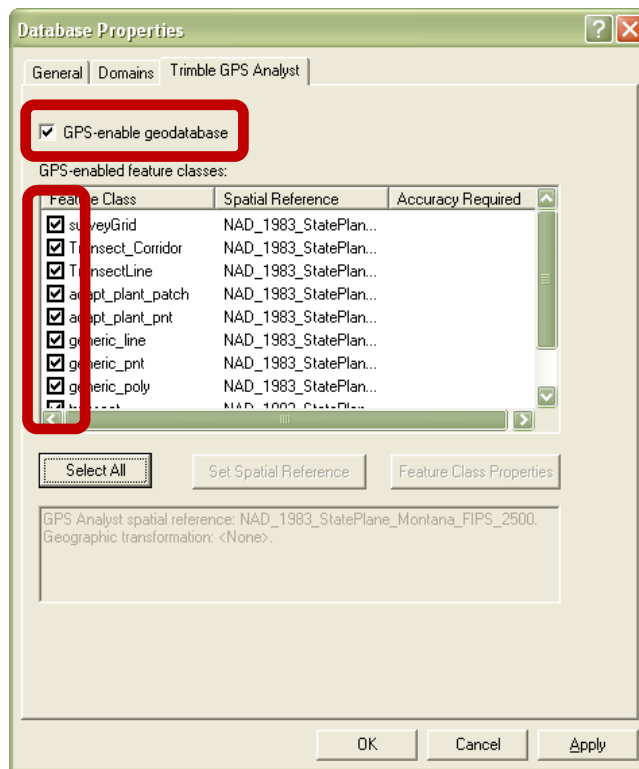 Database Properties
General Domains Trimble GPS Analyst
GPS-enable geodatabase
GPS-enabled feature classes:
Feature Class Spatial Reference Accuracy Required
surveyGrid NAD_1983_StatePlan...
Transect_Corridor NAD_1983_StatePlan...
TransectLine NAD_1983_StatePlan...
adapt_plant_patch NAD_1983_StatePlan...
adapt_plant_pnt NAD_1983_StatePlan...
generic_line NAD_1983_StatePlan...
generic_pnt NAD_1983_StatePlan...
generic_poly NAD_1983_StatePlan...
NAD_1983_StatePlan...
Select All Set Spatial Reference Feature Class Properties
GPS Analyst spatial reference: NAD_1983_StatePlane_Montana_FIPS_2500.
Geographic transformation: <None>.
OK Cancel Apply